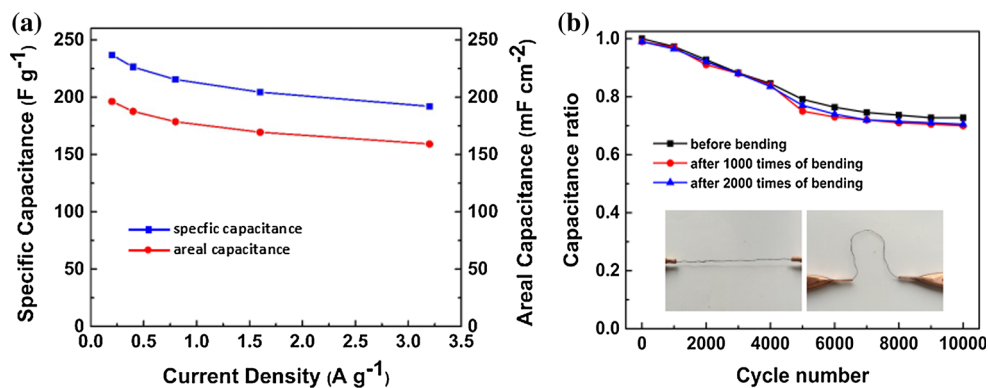 (a)
Specific Capacitance (F g⁻¹)
250
200
150
100
50
0
0.0 0.5 1.0 1.5 2.0 2.5 3.0 3.5
Current Density (A g⁻¹)
specfic capacitance
areal capacitance
250
200
150
100
50
0
Areal Capacitance (mF cm⁻²)
(b)
Capacitance ratio
1.0
0.8
0.6
0.4
0.2
0.0
before bending
after 1000 times of bending
after 2000 times of bending
0 2000 4000 6000 8000 10000
Cycle number